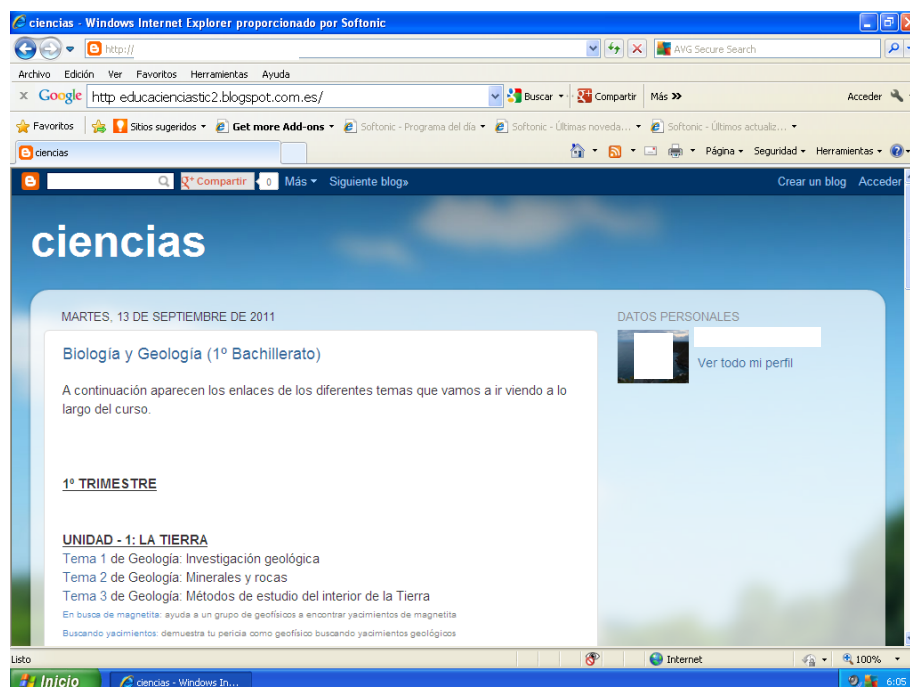 ciencias - Windows Internet Explorer proporcionado por Softonic
http://
AVG Secure Search
Archivo Edición Ver Favoritos Herramientas Ayuda
Google http educacienciastic2.blogspot.com.es/ Buscar Compartir Más Acceder
Favoritos Sitios sugeridos Get more Add-ons Softonic - Programa del día Softonic - Últimas noveda... Softonic - Últimos actualiz...
ciencias Página Seguridad Herramientas
Compartir 0 Más Siguiente blog» Crear un blog Acceder
ciencias
MARTES, 13 DE SEPTIEMBRE DE 2011
Biología y Geología (1º Bachillerato)
A continuación aparecen los enlaces de los diferentes temas que vamos a ir viendo a lo
largo del curso.
1º TRIMESTRE
UNIDAD - 1: LA TIERRA
Tema 1 de Geología: Investigación geológica
Tema 2 de Geología: Minerales y rocas
Tema 3 de Geología: Métodos de estudio del interior de la Tierra
En busca de magnetita: ayuda a un grupo de geofísicos a encontrar yacimientos de magnetita
Buscando yacimientos: demuestra tu pericia como geofísico buscando yacimientos geológicos
DATOS PERSONALES
Ver todo mi perfil
Listo Internet 100%
Inicio ciencias - Windows In... 6:05